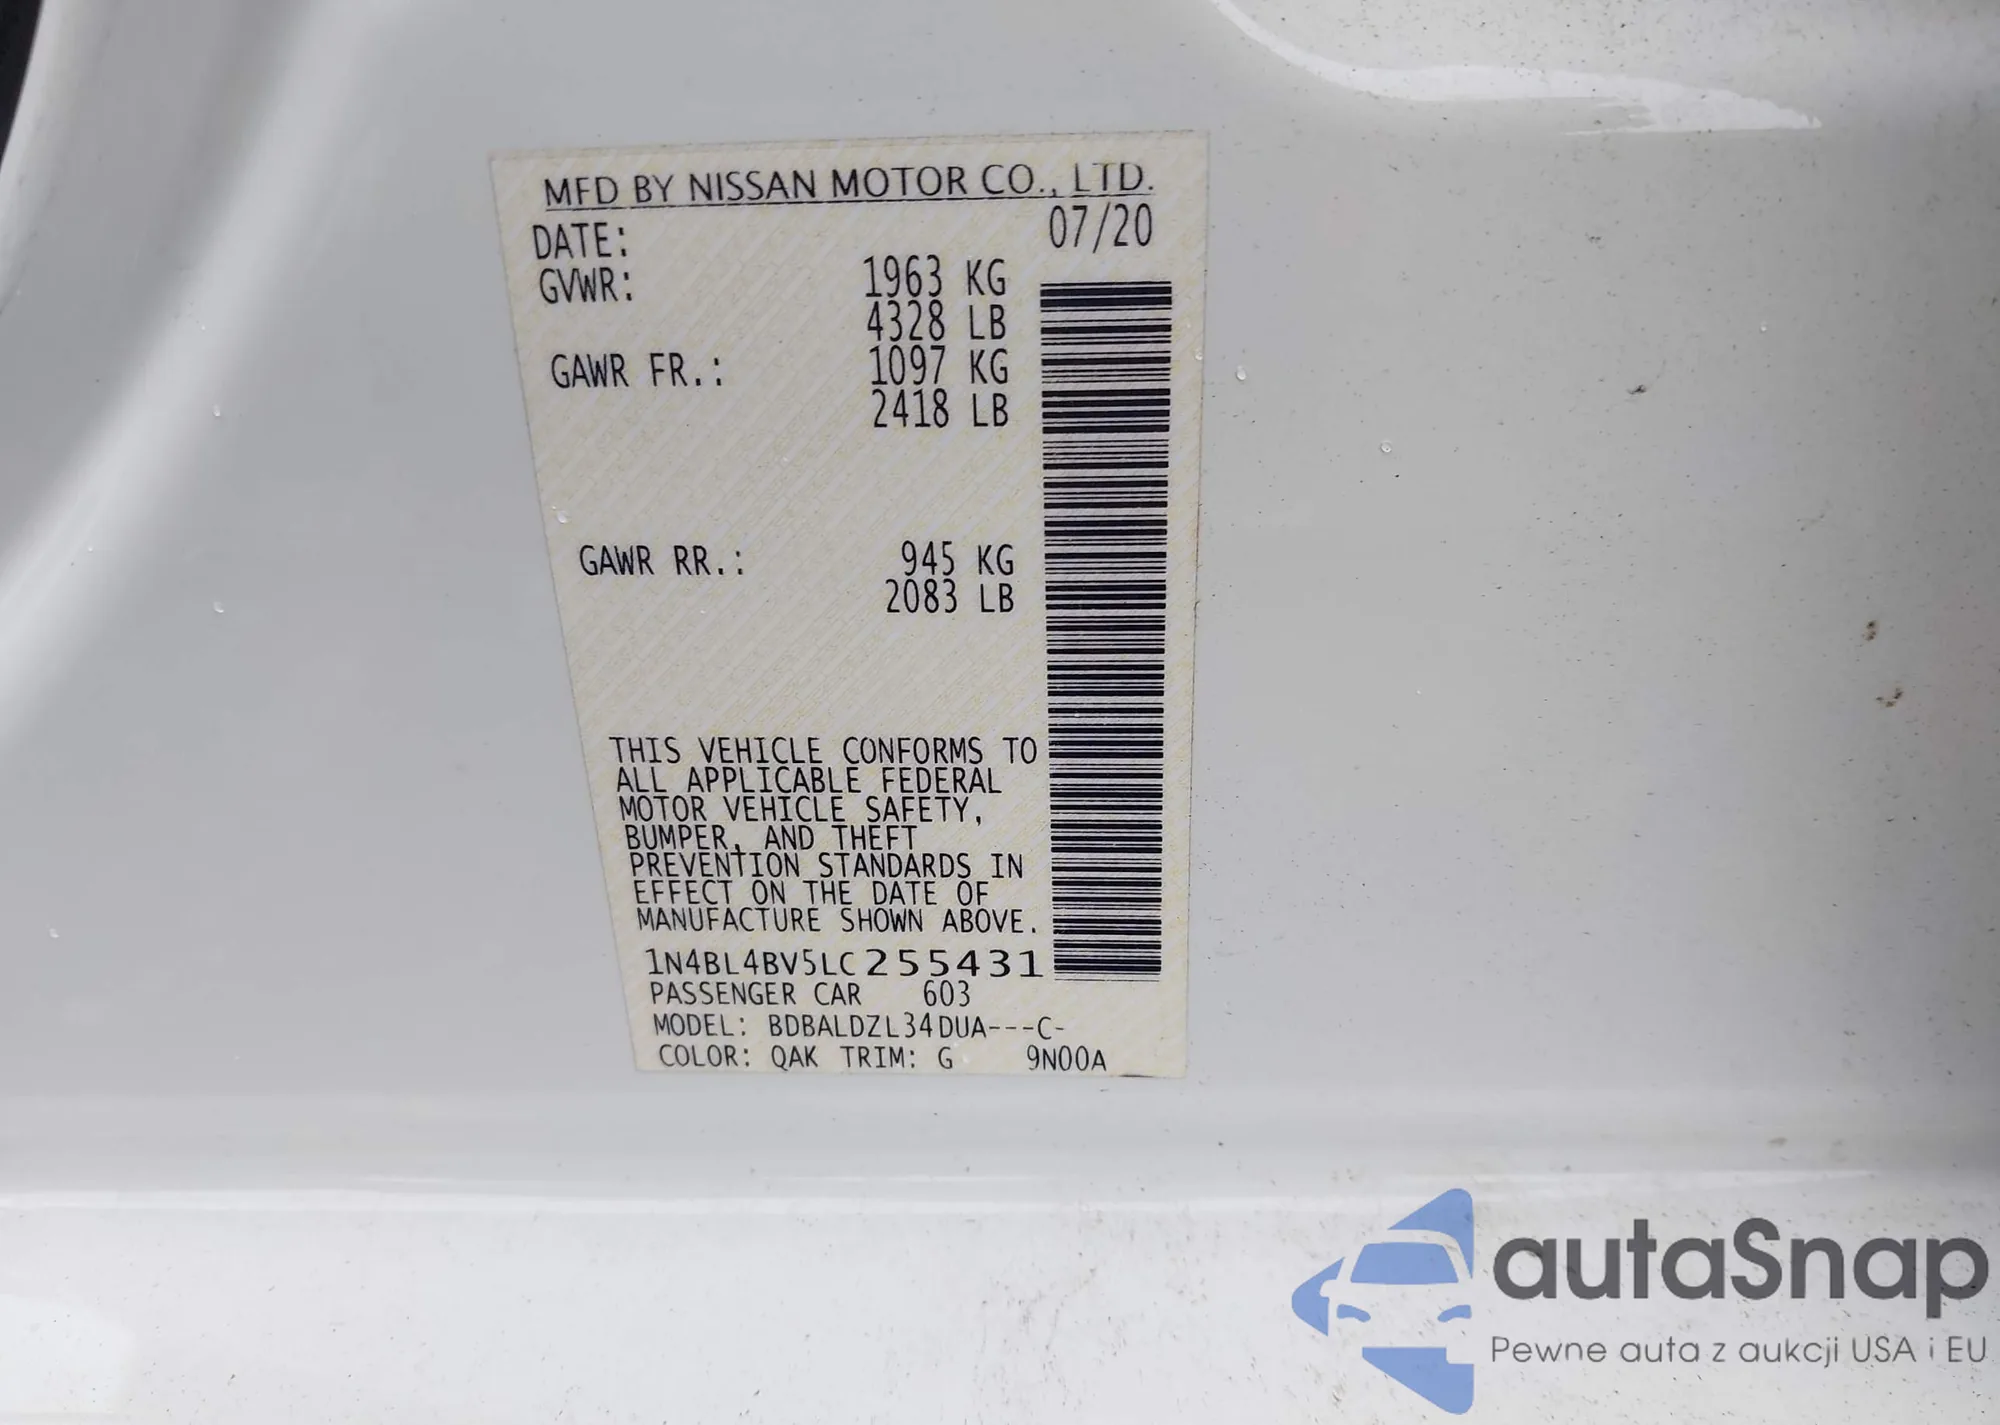 MFD BY NISSAN MOTOR CO., LTD.
DATE: 07/20
GVWR: 1963 KG
4328 LB
GAWR FR.: 1097 KG
2418 LB
GAWR RR.: 945 KG
2083 LB
THIS VEHICLE CONFORMS TO
ALL APPLICABLE FEDERAL
MOTOR VEHICLE SAFETY,
BUMPER, AND THEFT
PREVENTION STANDARDS IN
EFFECT ON THE DATE OF
MANUFACTURE SHOWN ABOVE.
1N4BL4BV5LC255431
PASSENGER CAR 603
MODEL: BDBALDZL34DUA---C-
COLOR: QAK TRIM: G 9N00A
autaSnap
Pewne auta z aukcji USA i EU